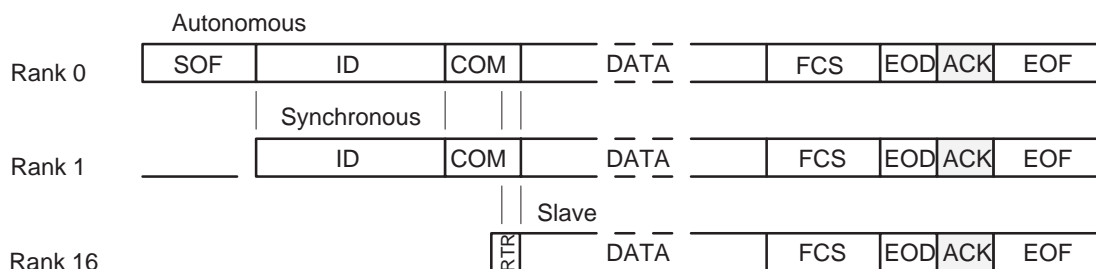 Autonomous
Rank 0 SOF ID COM DATA FCS EOD ACK EOF
Synchronous
Rank 1 ID COM DATA FCS EOD ACK EOF
Slave
Rank 16 RTR DATA FCS EOD ACK EOF